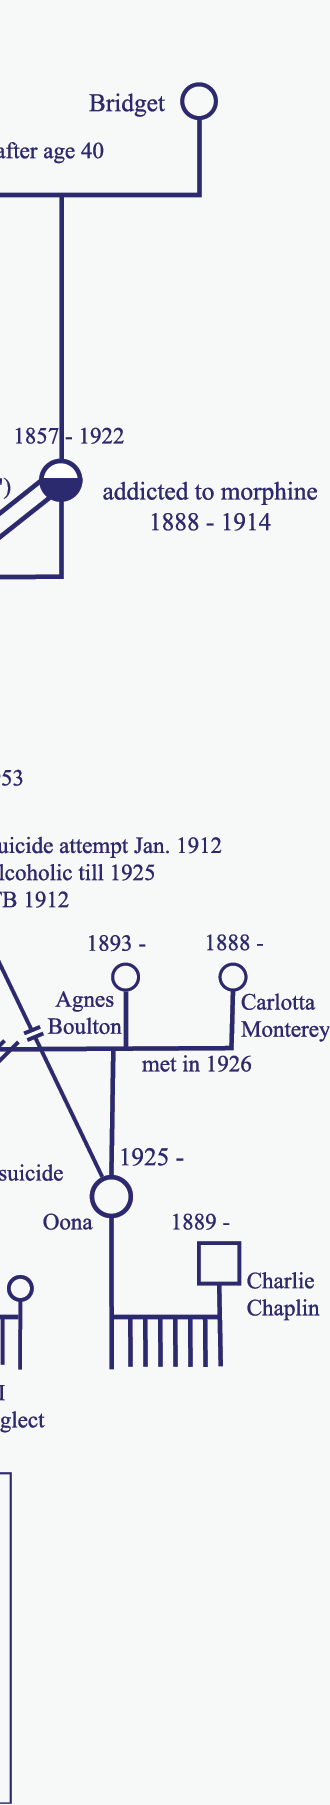 Bridget
after age 40
1857 - 1922
')
addicted to morphine
1888 - 1914
53
uicide attempt Jan. 1912
lcoholic till 1925
TB 1912
1893 -
1888 -
Agnes
Boulton
Carlotta
Monterey
met in 1926
1925 -
suicide
Oona
1889 -
Charlie
Chaplin
I
glect